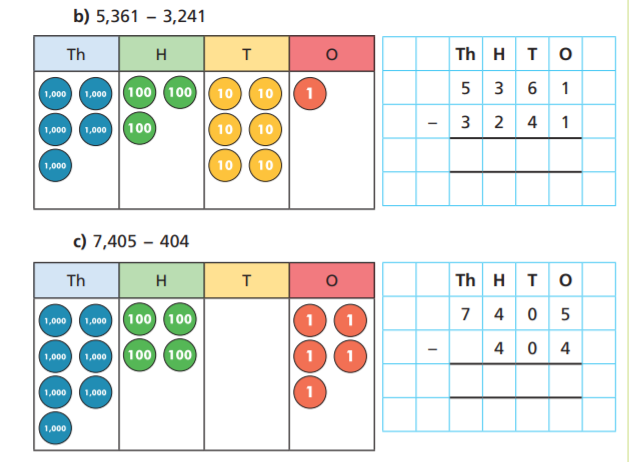 b) 5,361 – 3,241
Th H T O
1,000 1,000 100 100 10 10 1
1,000 1,000 100 10 10
1,000 10 10
Th H T O
5 3 6 1
– 3 2 4 1
c) 7,405 – 404
Th H T O
1,000 1,000 100 100 1 1
1,000 1,000 100 100 1 1
1,000 1,000 1
1,000
Th H T O
7 4 0 5
– 4 0 4